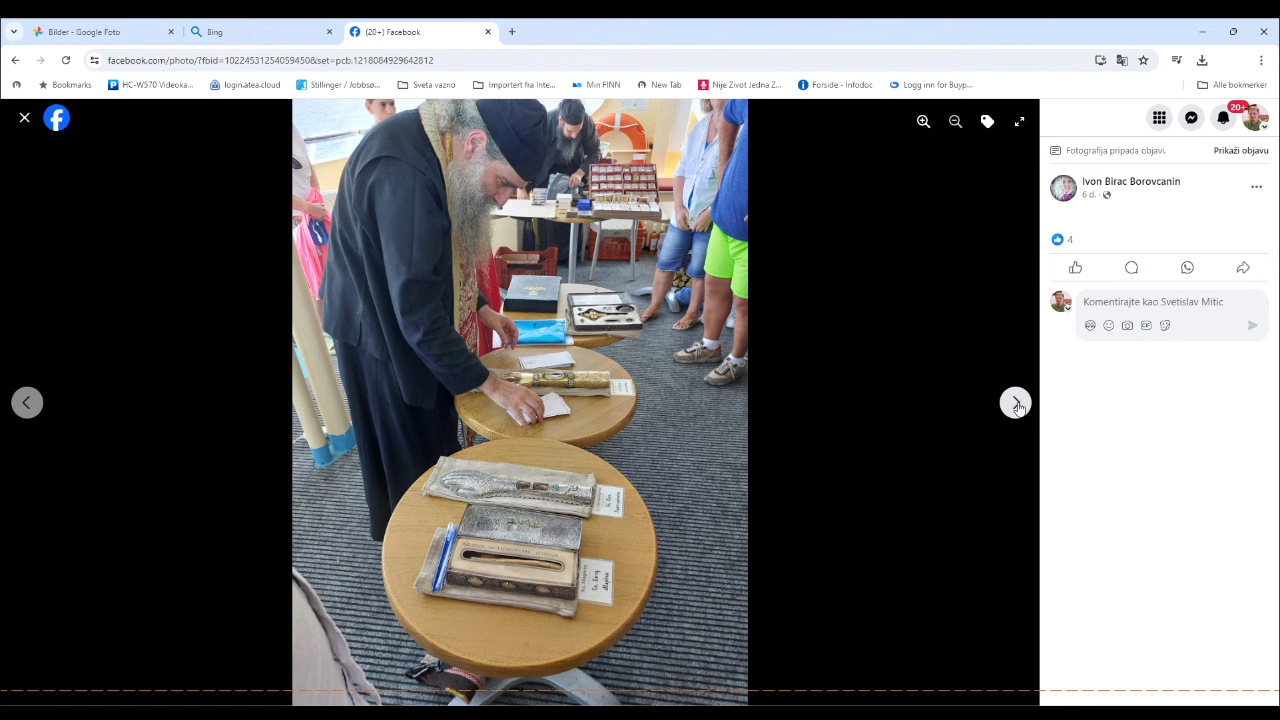 Bilder - Google Foto
Bing
(20+) Facebook
facebook.com/photo/?fbid=10224531254059450&set=pcb.1218084929642812
Bookmarks
HC-W570 Videoka...
login.atea.cloud
Stillinger / Jobbsø...
Sveta vazno
Importert fra Inte...
Min FINN
New Tab
Nije Zivot Jedna Z...
Forside - Infodoc
Logg inn for Buyp...
Alle bokmerker
20+
Fotografija pripada objavi.
Prikaži objavu
Ivon Birac Borovcanin
6 d.
4
Komentirajte kao Svetislav Mitic
GIF